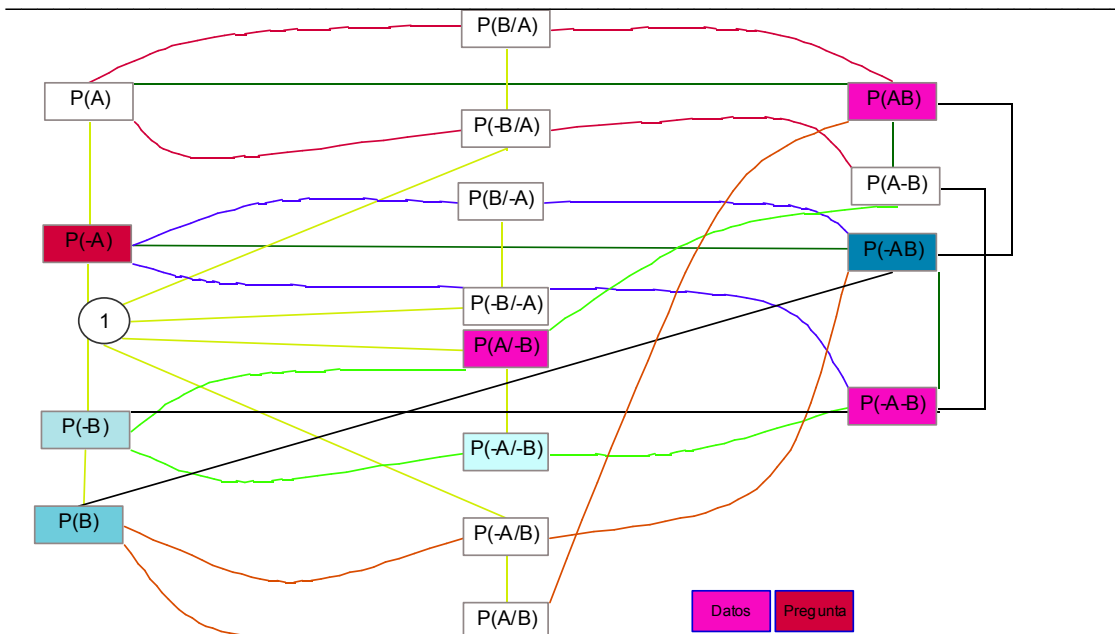 P(B/A)
P(A)
P(AB)
P(-B/A)
P(A-B)
P(B/-A)
P(-A)
P(-AB)
P(-B/-A)
1
P(A/-B)
P(-A-B)
P(-B)
P(-A/-B)
P(B)
P(-A/B)
P(A/B)
Datos
Pregunta